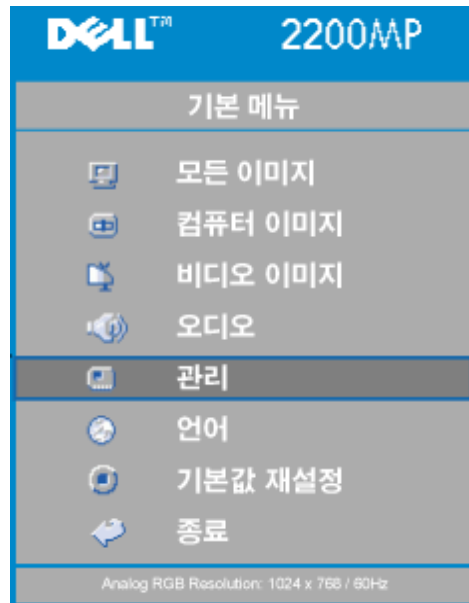 DELL™ 2200MP
기본 메뉴
모든 이미지
컴퓨터 이미지
비디오 이미지
오디오
관리
언어
기본값 재설정
종료
Analog RGB Resolution: 1024 x 768 / 60Hz